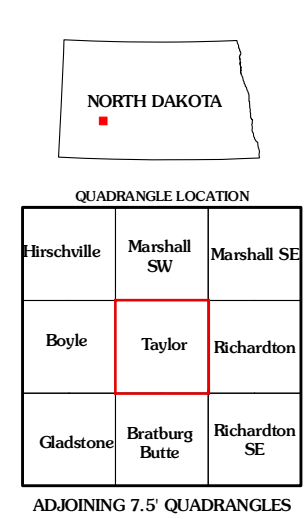 NORTH DAKOTA
QUADRANGLE LOCATION
Hirschville
Marshall
SW
Marshall SE
Boyle
Taylor
Richardton
Gladstone
Bratburg
Butte
Richardton
SE
ADJOINING 7.5' QUADRANGLES